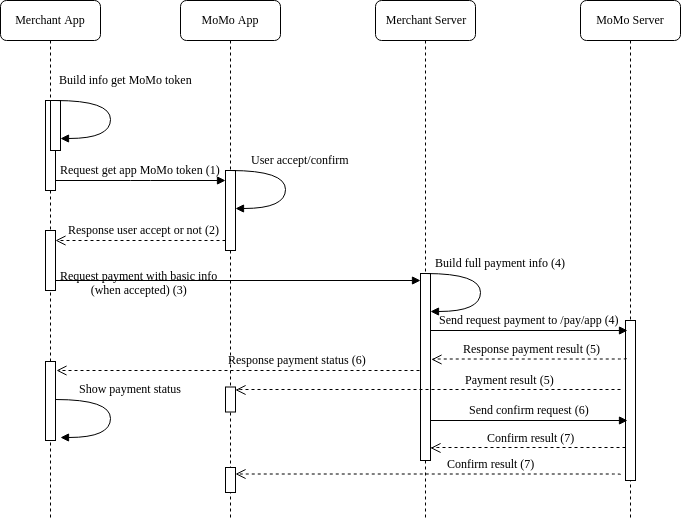 Merchant App
MoMo App
Merchant Server
MoMo Server
Build info get MoMo token
User accept/confirm
Request get app MoMo token (1)
Response user accept or not (2)
Build full payment info (4)
Request payment with basic info
(when accepted) (3)
Send request payment to /pay/app (4)
Response payment result (5)
Response payment status (6)
Payment result (5)
Show payment status
Send confirm request (6)
Confirm result (7)
Confirm result (7)